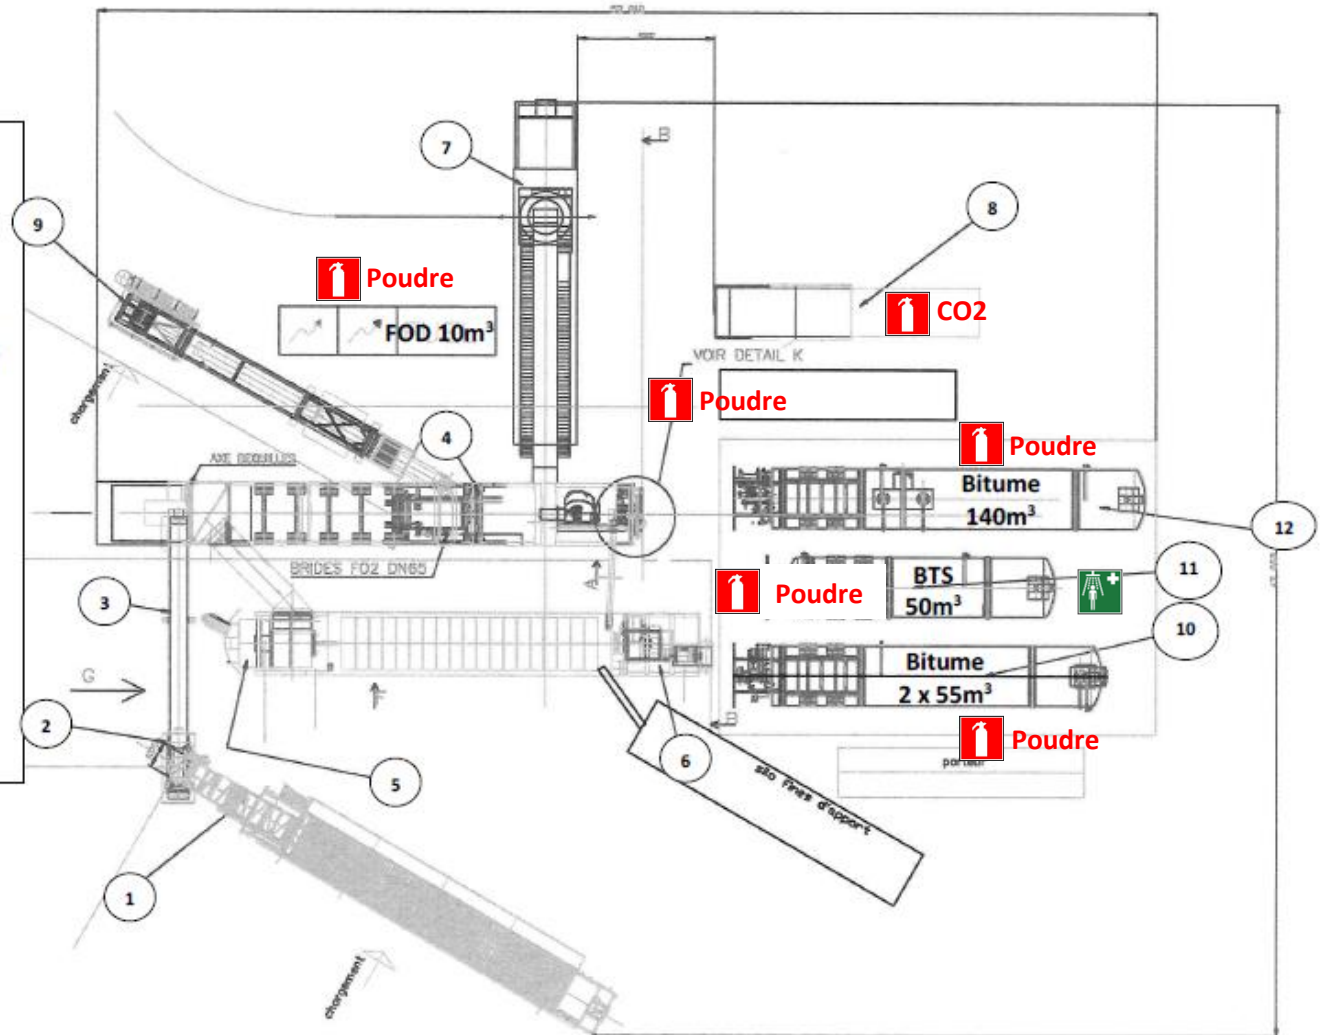 B
7
8
9
Poudre
CO2
FOD 10m³
VOIR DETAIL K
chargement
Poudre
4
Poudre
AXE BEQUILLES
Bitume
140m³
12
BRIDES FO2 DN65
A
BTS
50m³
11
Poudre
3
10
Bitume
2 x 55m³
G
F
2
B
6
Poudre
porteur
5
silo fines d'apport
1
chargement